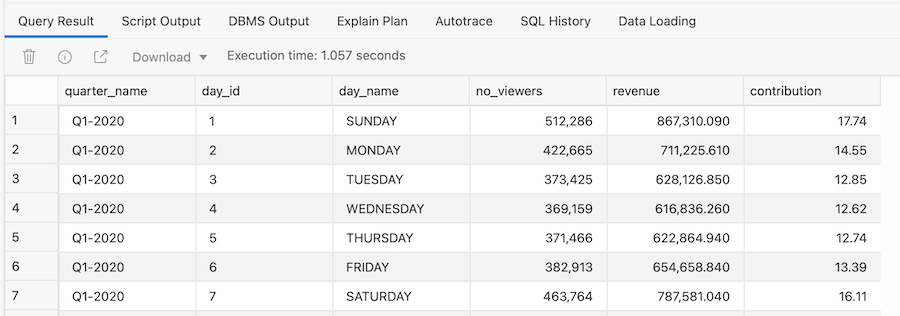 Query Result Script Output DBMS Output Explain Plan Autotrace SQL History Data Loading
Download Execution time: 1.057 seconds
quarter_name day_id day_name no_viewers revenue contribution
1 Q1-2020 1 SUNDAY 512,286 867,310.090 17.74
2 Q1-2020 2 MONDAY 422,665 711,225.610 14.55
3 Q1-2020 3 TUESDAY 373,425 628,126.850 12.85
4 Q1-2020 4 WEDNESDAY 369,159 616,836.260 12.62
5 Q1-2020 5 THURSDAY 371,466 622,864.940 12.74
6 Q1-2020 6 FRIDAY 382,913 654,658.840 13.39
7 Q1-2020 7 SATURDAY 463,764 787,581.040 16.11